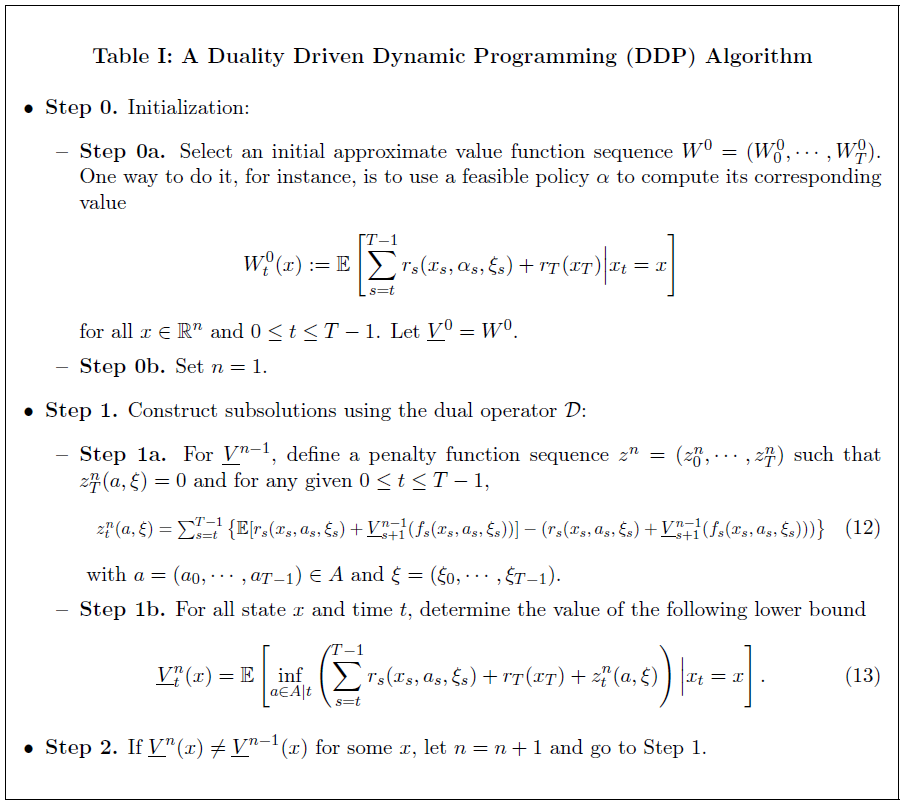 Table I: A Duality Driven Dynamic Programming (DDP) Algorithm
• Step 0. Initialization:
– Step 0a. Select an initial approximate value function sequence $W^0 = (W_0^0, \cdots, W_T^0)$.
One way to do it, for instance, is to use a feasible policy $\alpha$ to compute its corresponding
value
$W_t^0(x) := \mathbb{E}\left[\sum_{s=t}^{T-1} r_s(x_s, \alpha_s, \xi_s) + r_T(x_T) \Big| x_t = x\right]$
for all $x \in \mathbb{R}^n$ and $0 \leq t \leq T-1$. Let $\underline{V}^0 = W^0$.
– Step 0b. Set $n = 1$.
• Step 1. Construct subsolutions using the dual operator $\mathcal{D}$:
– Step 1a. For $\underline{V}^{n-1}$, define a penalty function sequence $z^n = (z_0^n, \cdots, z_T^n)$ such that
$z_T^n(a, \xi) = 0$ and for any given $0 \leq t \leq T-1$,
$z_t^n(a, \xi) = \sum_{s=t}^{T-1} \left\{\mathbb{E}[r_s(x_s, a_s, \xi_s) + \underline{V}_{s+1}^{n-1}(f_s(x_s, a_s, \xi_s))] - (r_s(x_s, a_s, \xi_s) + \underline{V}_{s+1}^{n-1}(f_s(x_s, a_s, \xi_s)))\right\}$ (12)
with $a = (a_0, \cdots, a_{T-1}) \in A$ and $\xi = (\xi_0, \cdots, \xi_{T-1})$.
– Step 1b. For all state $x$ and time $t$, determine the value of the following lower bound
$\underline{V}_t^n(x) = \mathbb{E}\left[\inf_{a \in A|t} \left(\sum_{s=t}^{T-1} r_s(x_s, a_s, \xi_s) + r_T(x_T) + z_t^n(a, \xi)\right) \Big| x_t = x\right].$ (13)
• Step 2. If $\underline{V}^n(x) \neq \underline{V}^{n-1}(x)$ for some $x$, let $n = n + 1$ and go to Step 1.